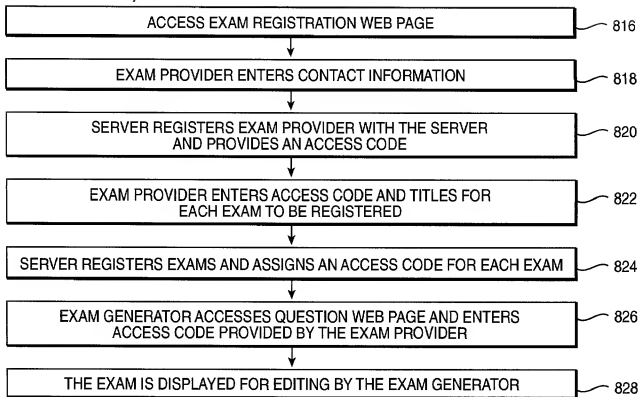 ACCESS EXAM REGISTRATION WEB PAGE
816
EXAM PROVIDER ENTERS CONTACT INFORMATION
818
SERVER REGISTERS EXAM PROVIDER WITH THE SERVER
AND PROVIDES AN ACCESS CODE
820
EXAM PROVIDER ENTERS ACCESS CODE AND TITLES FOR
EACH EXAM TO BE REGISTERED
822
SERVER REGISTERS EXAMS AND ASSIGNS AN ACCESS CODE FOR EACH EXAM
824
EXAM GENERATOR ACCESSES QUESTION WEB PAGE AND ENTERS
ACCESS CODE PROVIDED BY THE EXAM PROVIDER
826
THE EXAM IS DISPLAYED FOR EDITING BY THE EXAM GENERATOR
828